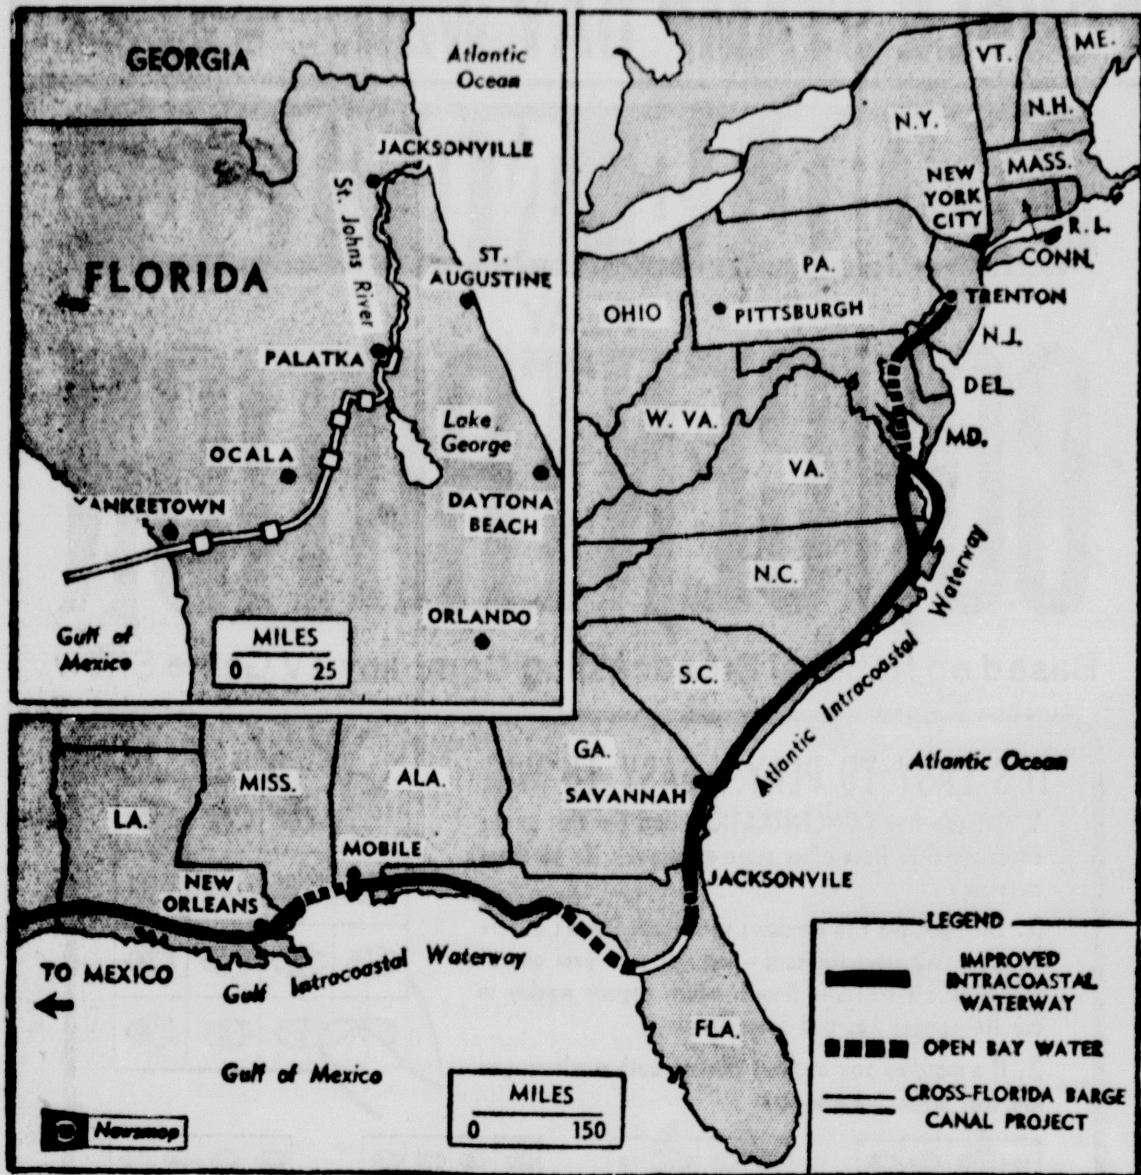 GEORGIA
Atlantic
Ocean
JACKSONVILLE
St. Johns River
FLORIDA
ST.
AUGUSTINE
PALATKA
Lake
George
OCALA
ANKEETOWN
DAYTONA
BEACH
ORLANDO
Gulf of
Mexico
MILES
0 25
ME.
VT.
N.H.
N.Y.
MASS.
NEW
YORK
CITY
R.I.
CONN.
PA.
TRENTON
OHIO
PITTSBURGH
N.J.
DEL.
W. VA.
MD.
VA.
N.C.
S.C.
Atlantic Intracoastal Waterway
GA.
Atlantic Ocean
SAVANNAH
MISS.
ALA.
LA.
MOBILE
NEW
ORLEANS
JACKSONVILE
TO MEXICO
Gulf Intracoastal Waterway
FLA.
Gulf of Mexico
MILES
0 150
Newsmap
LEGEND
IMPROVED
INTRACOASTAL
WATERWAY
OPEN BAY WATER
CROSS-FLORIDA BARGE
CANAL PROJECT